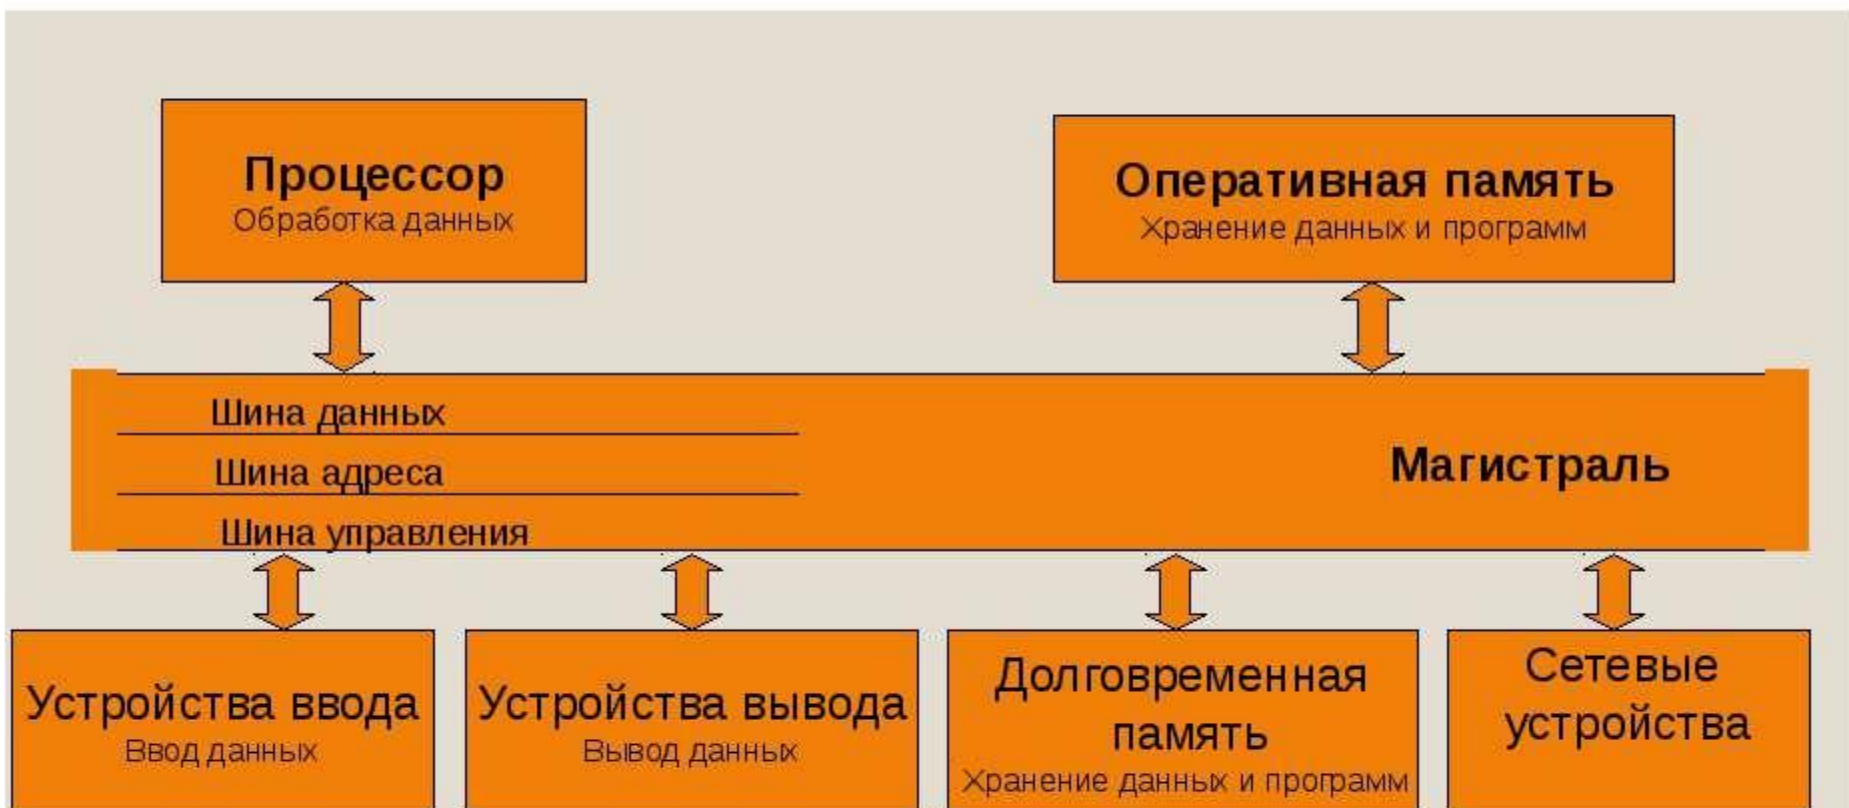 Процессор
Обработка данных
Оперативная память
Хранение данных и программ
Шина данных
Шина адреса
Шина управления
Магистраль
Устройства ввода
Ввод данных
Устройства вывода
Вывод данных
Долговременная
память
Хранение данных и программ
Сетевые
устройства